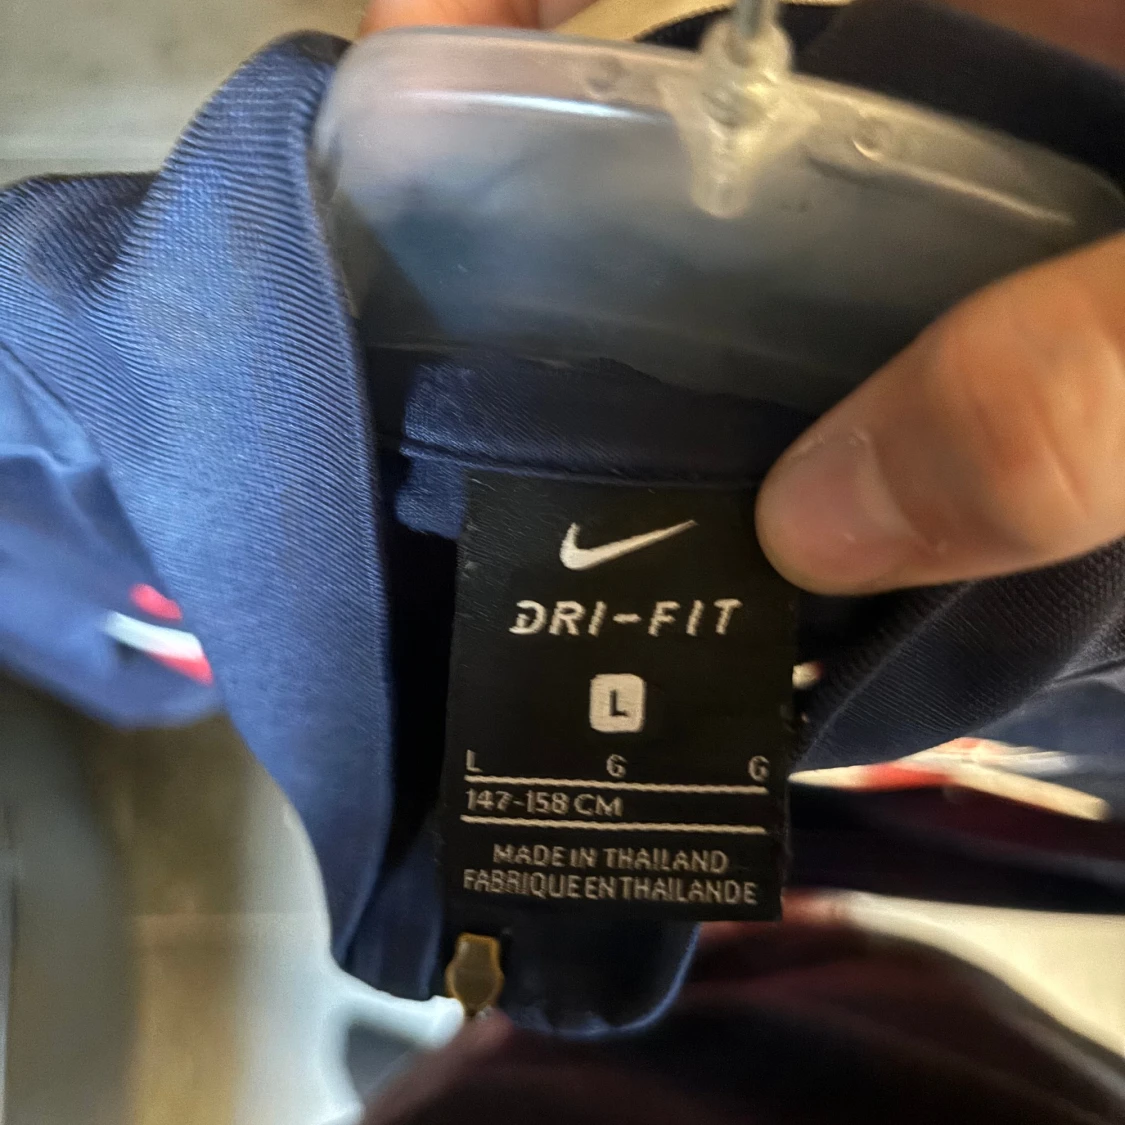 DRI-FIT
L
L G G
147-158 CM
MADE IN THAILAND
FABRIQUE EN THAILANDE